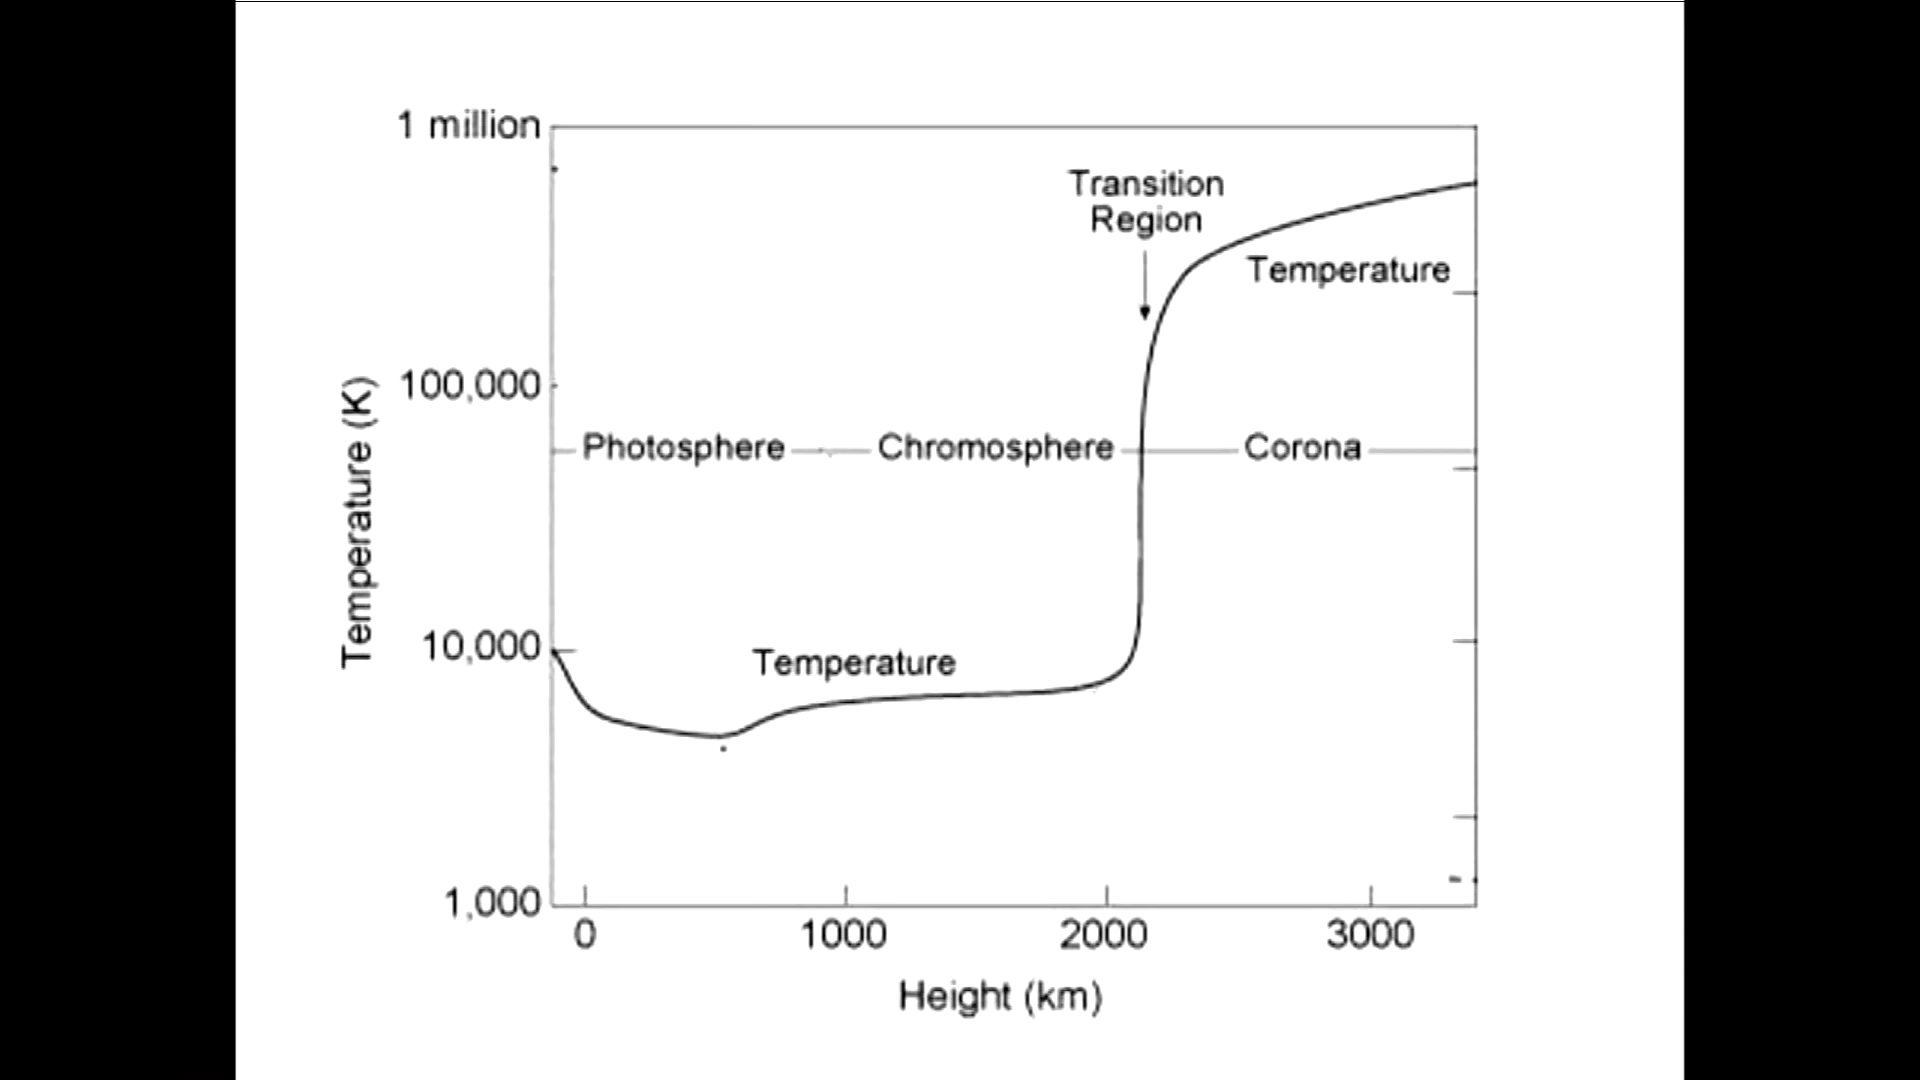 1 million
Transition
Region
Temperature
100,000
Temperature (K)
Photosphere
Chromosphere
Corona
10,000
Temperature
1,000
0
1000
2000
3000
Height (km)